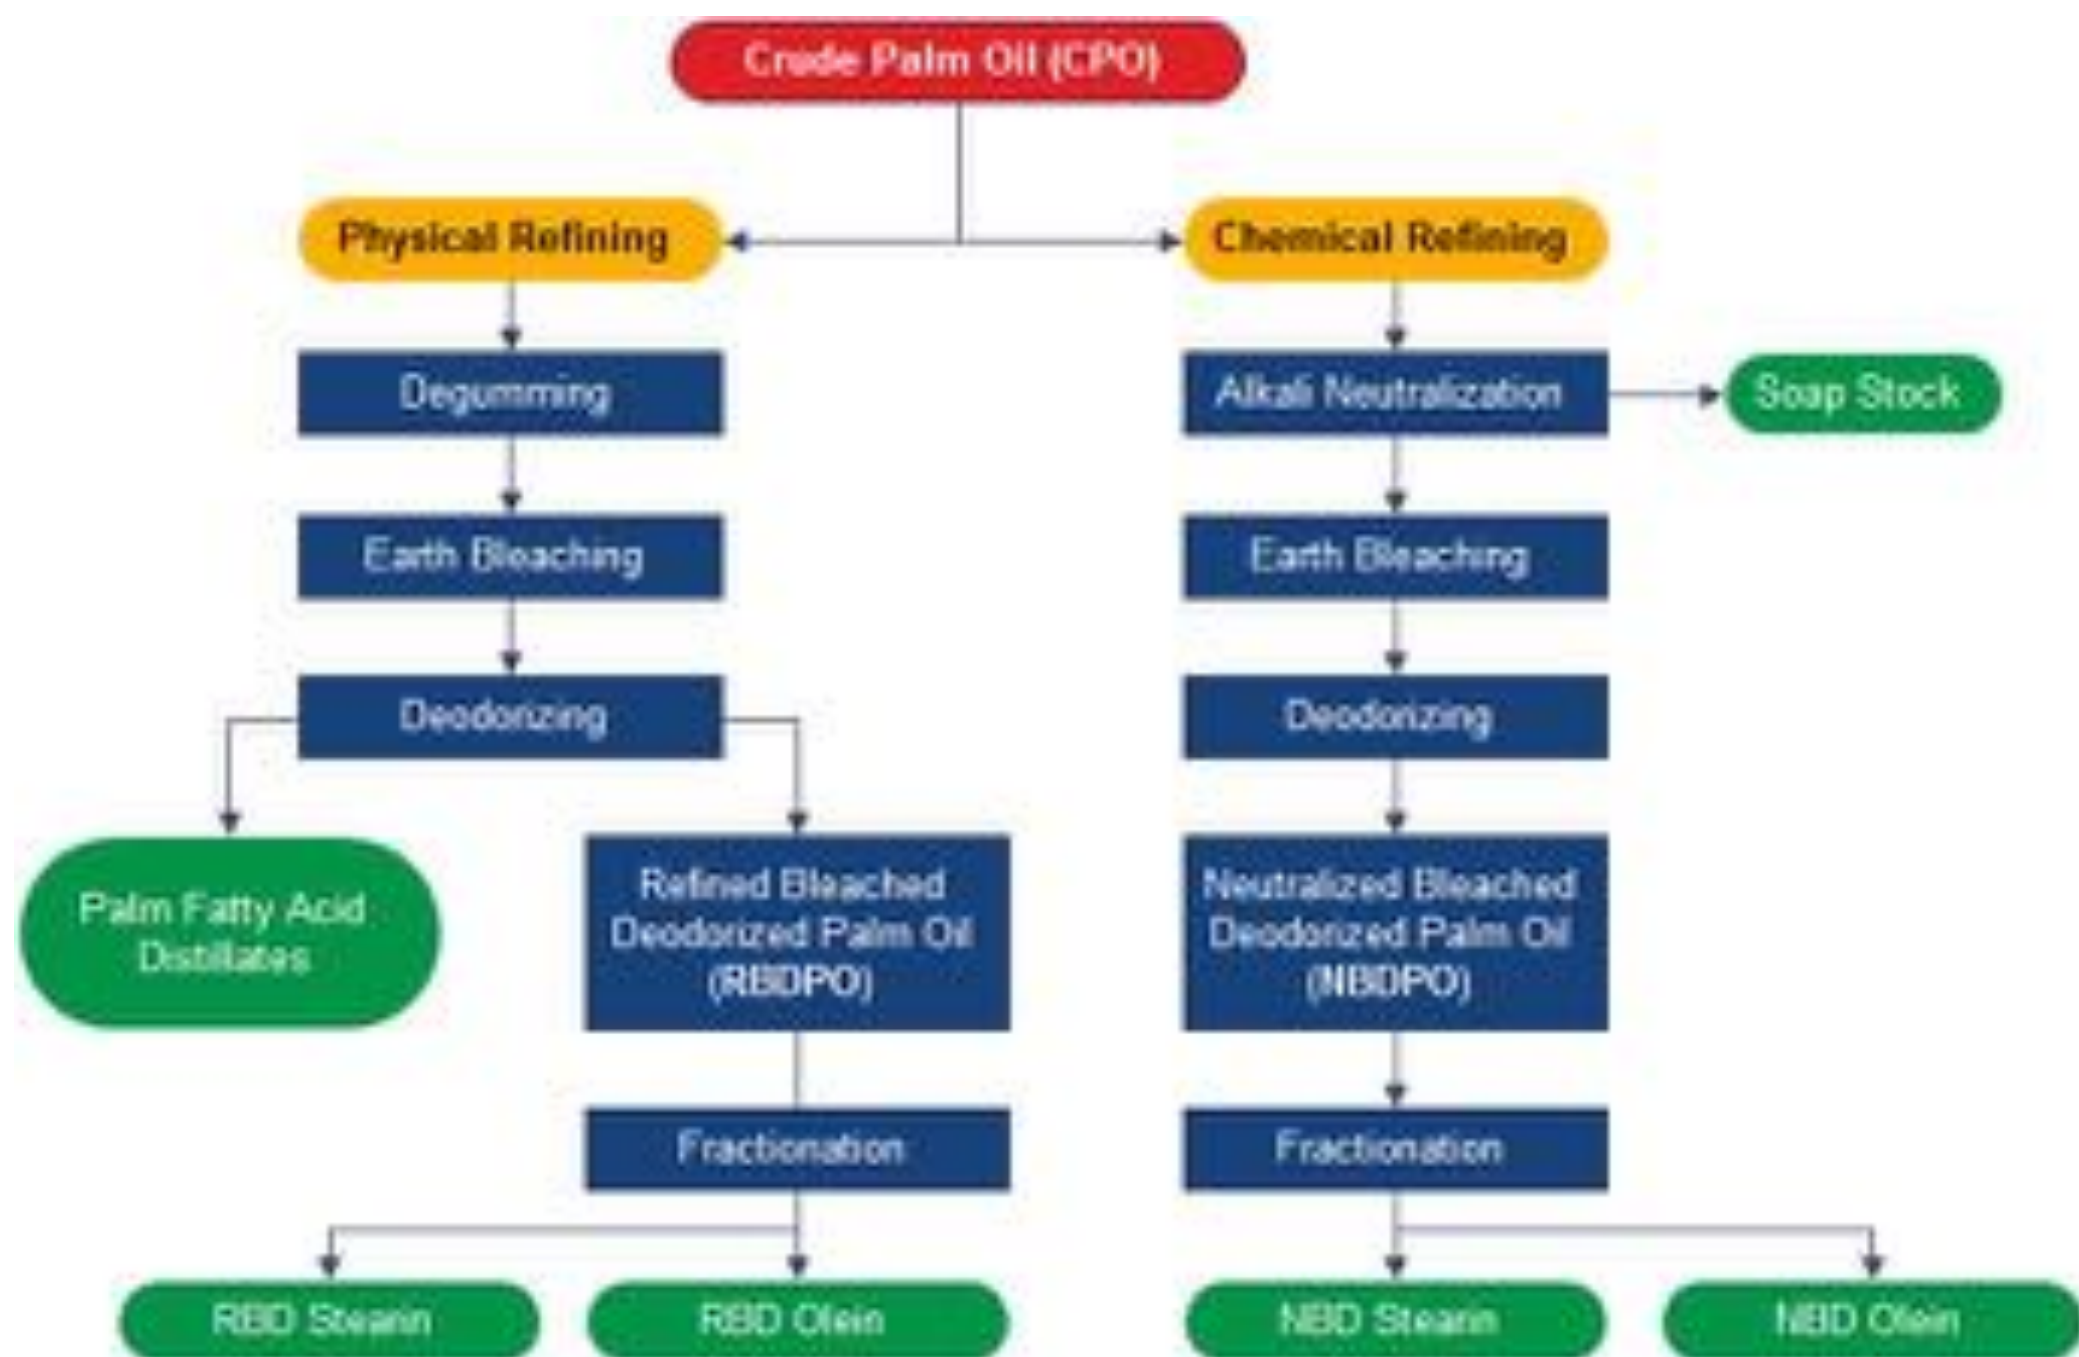 Crude Palm Oil (CPO)
Physical Refining
Chemical Refining
Degumming
Alkali Neutralization
Soap Stock
Earth Bleaching
Earth Bleaching
Deodorizing
Deodorizing
Palm Fatty Acid
Distillates
Refined Bleached
Deodorized Palm Oil
(RBDPO)
Neutralized Bleached
Deodorized Palm Oil
(NBDPO)
Fractionation
Fractionation
RBD Stearin
RBD Olein
NBD Stearin
NBD Olein